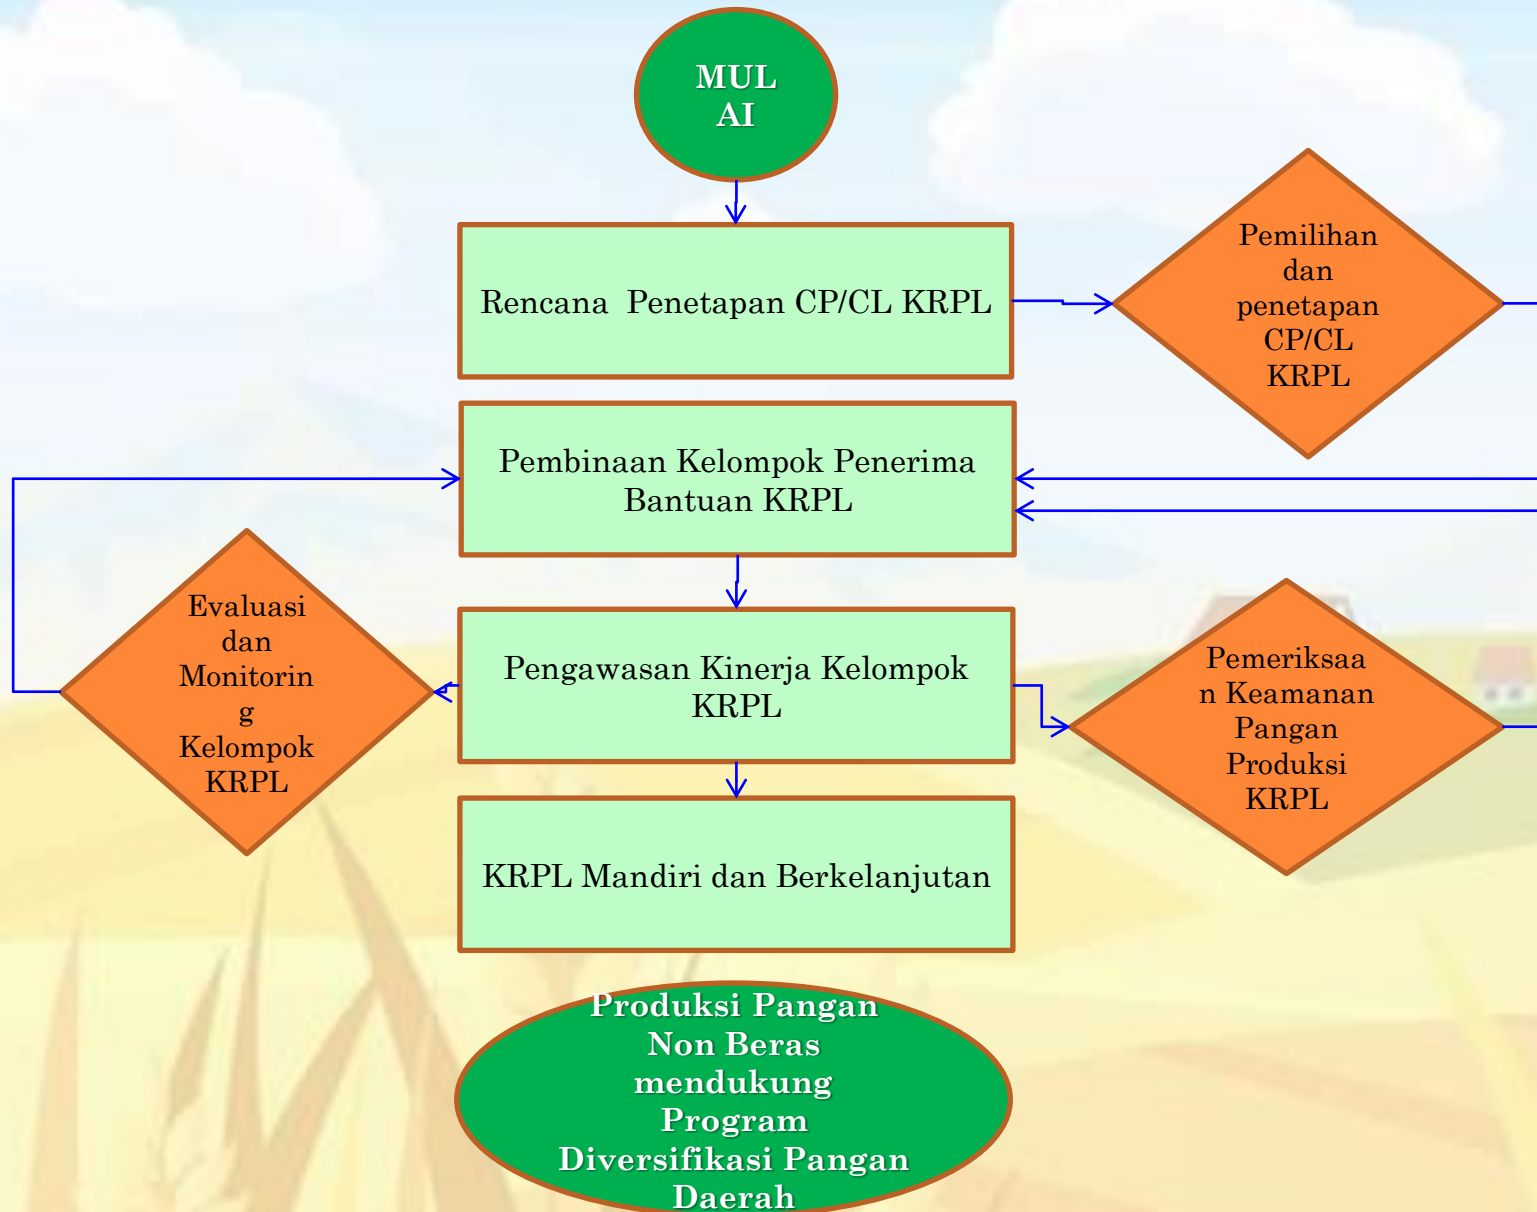 MUL
AI
Rencana  Penetapan CP/CL KRPL
Pemilihan
dan
penetapan
CP/CL
KRPL
Pembinaan Kelompok Penerima
Bantuan KRPL
Evaluasi
dan
Monitorin
g
Kelompok
KRPL
Pengawasan Kinerja Kelompok
KRPL
Pemeriksaa
n Keamanan
Pangan
Produksi
KRPL
KRPL Mandiri dan Berkelanjutan
Produksi Pangan
Non Beras
mendukung
Program
Diversifikasi Pangan
Daerah